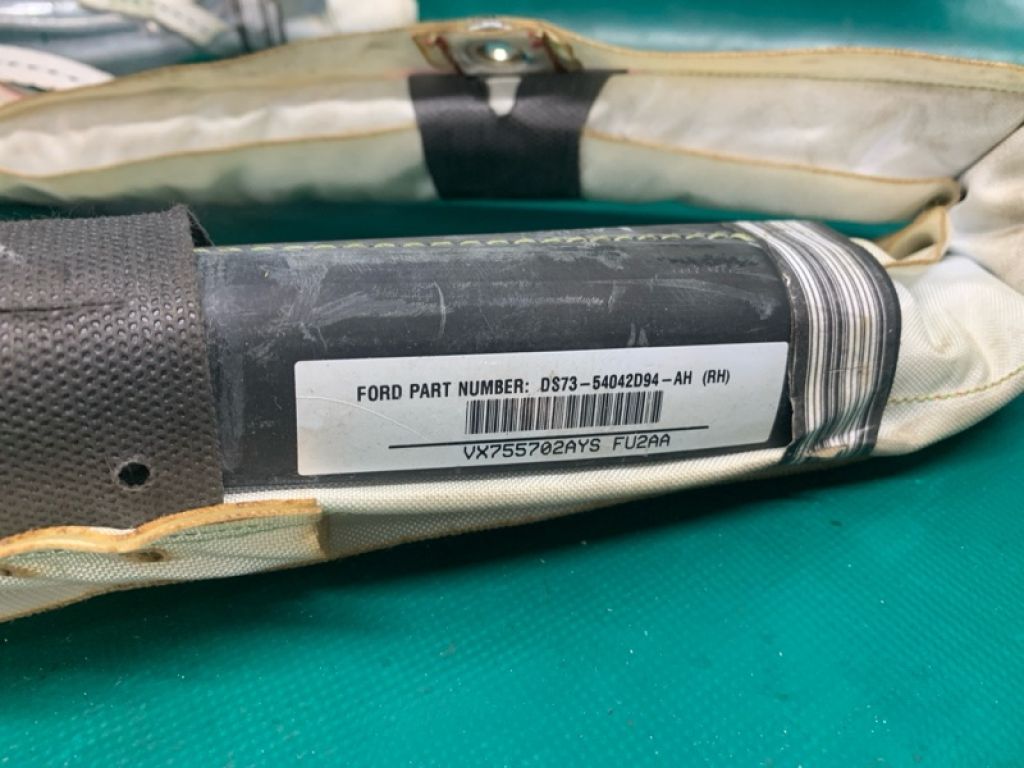 FORD PART NUMBER: DS73-54042D94-AH (RH)
VX755702AYS FU2AA